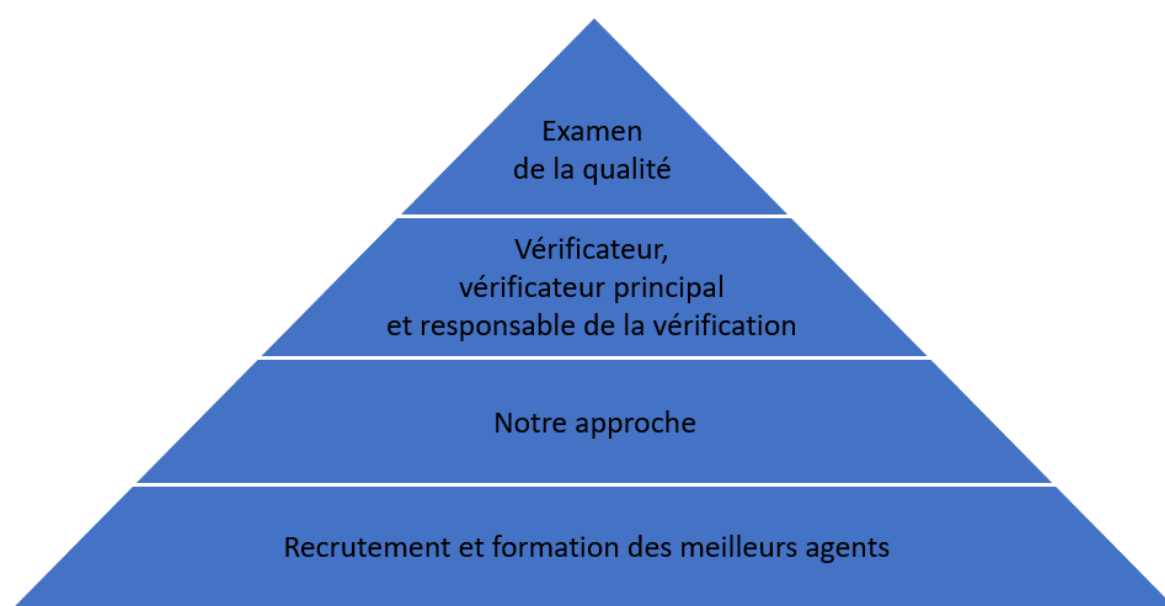 Examen
de la qualité
Vérificateur,
vérificateur principal
et responsable de la vérification
Notre approche
Recrutement et formation des meilleurs agents